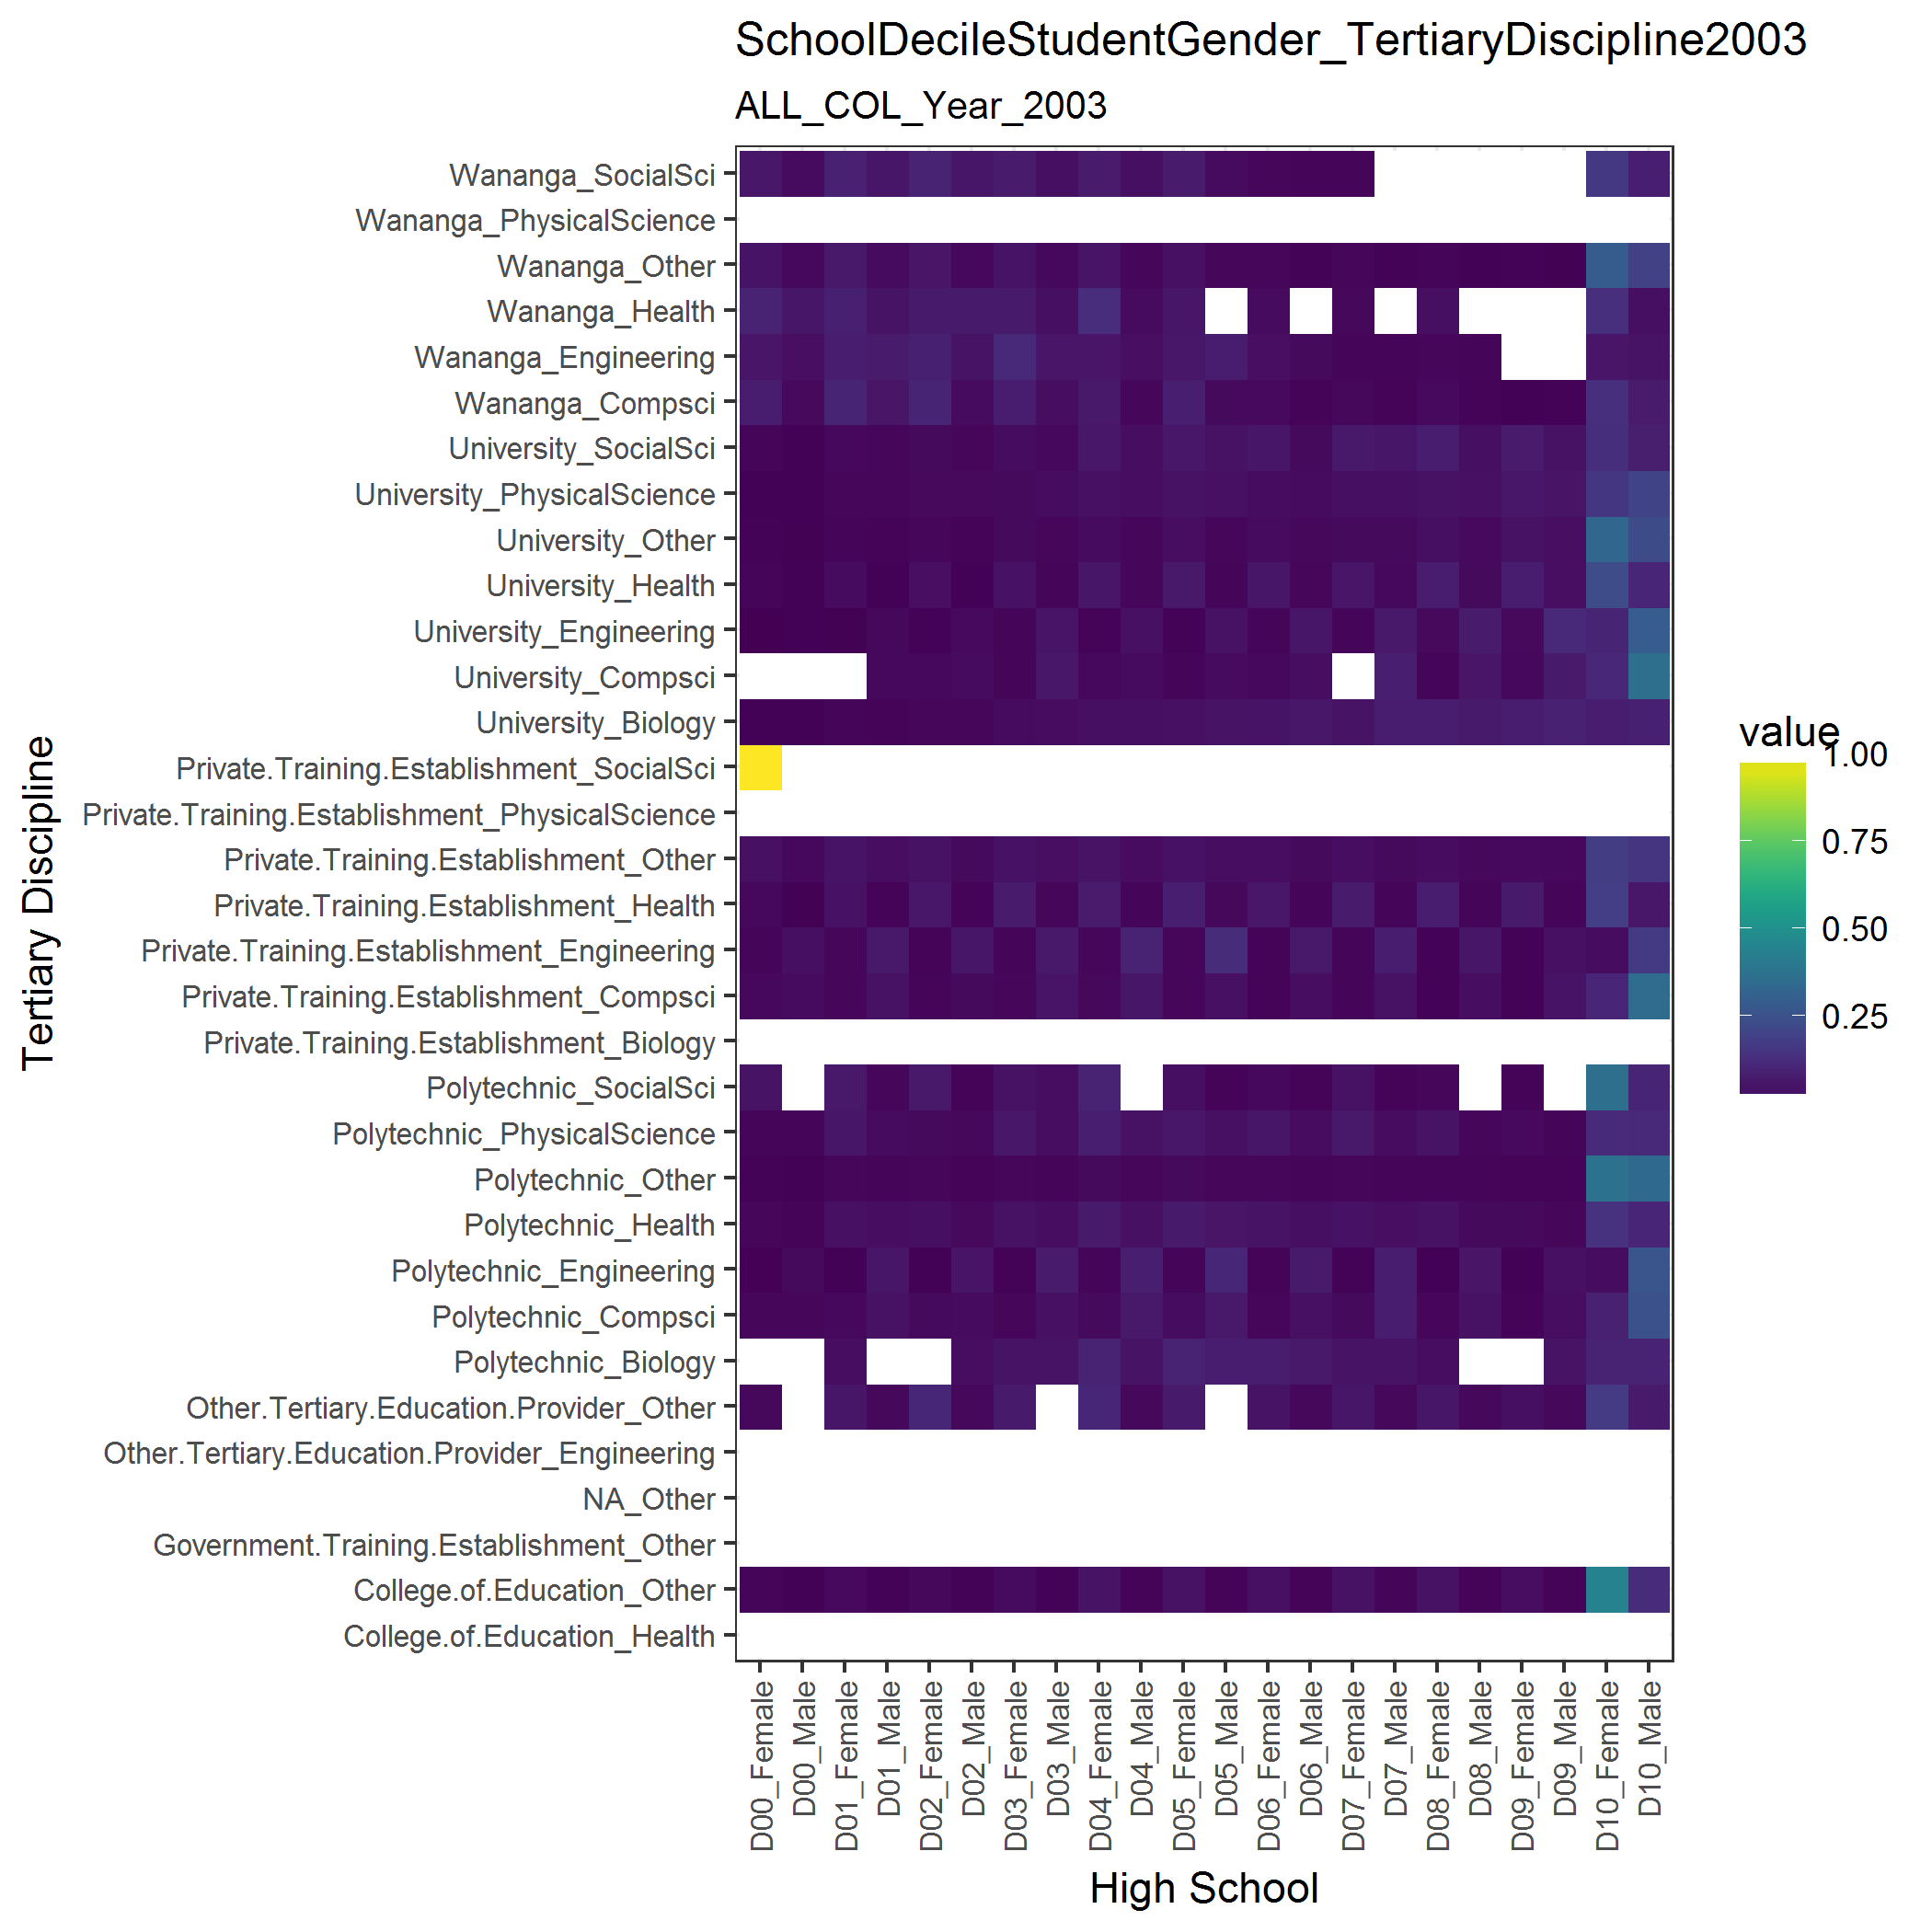 SchoolDecileStudentGender_TertiaryDiscipline2003
ALL_COL_Year_2003
Wananga_SocialSci
Wananga_PhysicalScience
Wananga_Other
Wananga_Health
Wananga_Engineering
Wananga_Compsci
University_SocialSci
University_PhysicalScience
University_Other
University_Health
University_Engineering
University_Compsci
University_Biology
Private.Training.Establishment_SocialSci
Private.Training.Establishment_PhysicalScience
Private.Training.Establishment_Other
Private.Training.Establishment_Health
Private.Training.Establishment_Engineering
Private.Training.Establishment_Compsci
Private.Training.Establishment_Biology
Polytechnic_SocialSci
Polytechnic_PhysicalScience
Polytechnic_Other
Polytechnic_Health
Polytechnic_Engineering
Polytechnic_Compsci
Polytechnic_Biology
Other.Tertiary.Education.Provider_Other
Other.Tertiary.Education.Provider_Engineering
NA_Other
Government.Training.Establishment_Other
College.of.Education_Other
College.of.Education_Health
Tertiary Discipline
D00_Female
D00_Male
D01_Female
D01_Male
D02_Female
D02_Male
D03_Female
D03_Male
D04_Female
D04_Male
D05_Female
D05_Male
D06_Female
D06_Male
D07_Female
D07_Male
D08_Female
D08_Male
D09_Female
D09_Male
D10_Female
D10_Male
High School
value
1.00
0.75
0.50
0.25